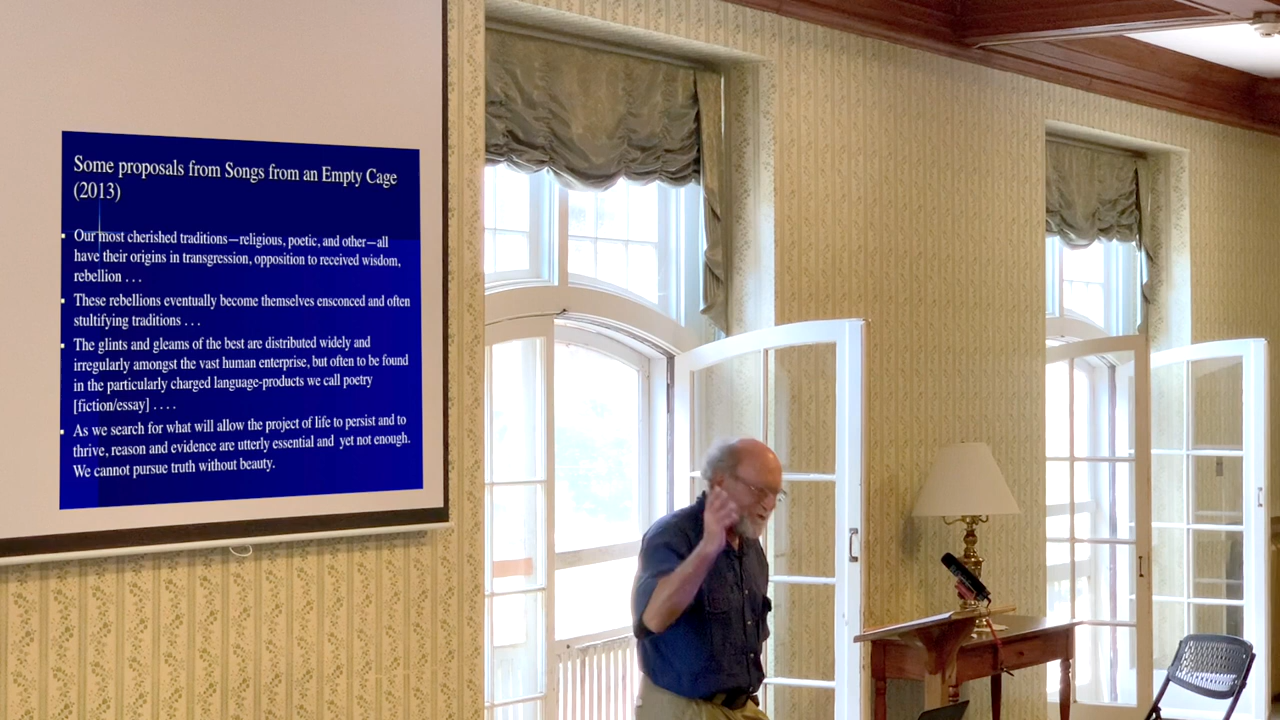 Some proposals from Songs from an Empty Cage
(2013)
Our most cherished traditions—religious, poetic, and other—all
have their origins in transgression, opposition to received wisdom,
rebellion . . .
These rebellions eventually become themselves ensconced and often
stultifying traditions . . .
The glints and gleams of the best are distributed widely and
irregularly amongst the vast human enterprise, but often to be found
in the particularly charged language-products we call poetry
[fiction/essay] . . . .
As we search for what will allow the project of life to persist and to
thrive, reason and evidence are utterly essential and yet not enough.
We cannot pursue truth without beauty.